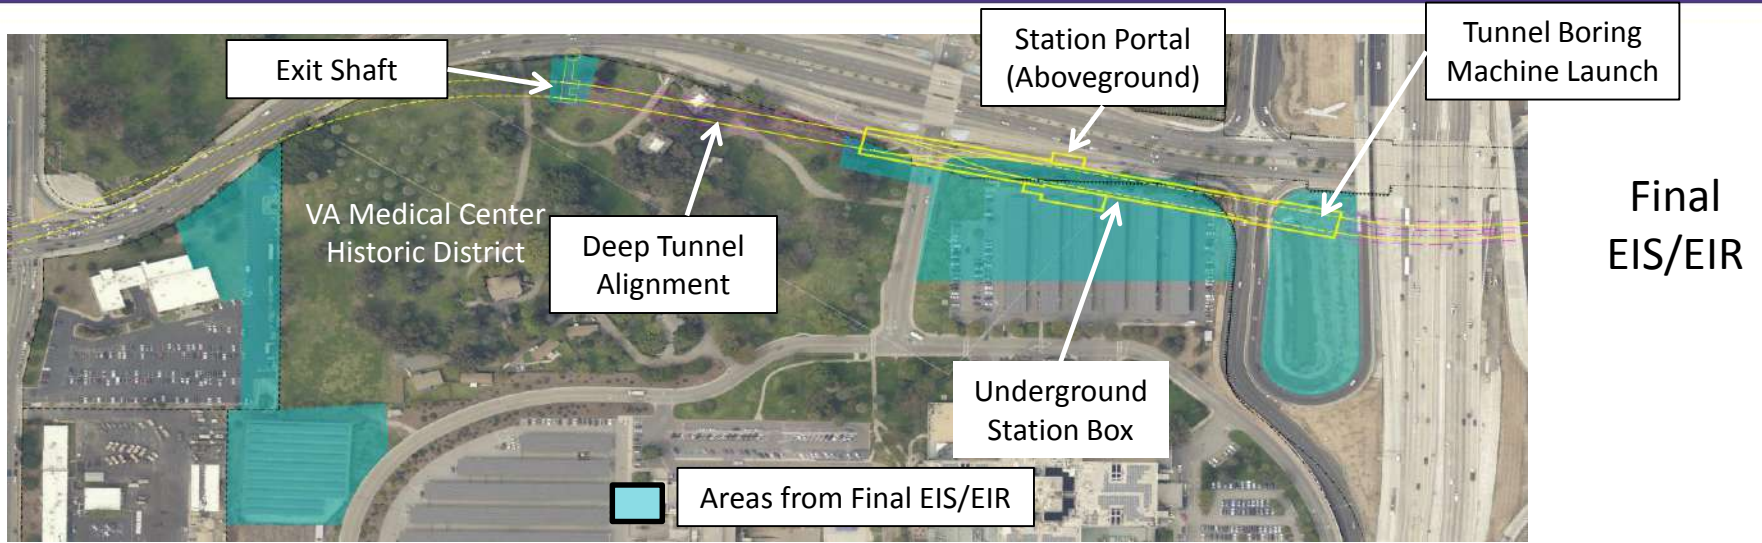 Exit Shaft
Station Portal
(Aboveground)
Tunnel Boring
Machine Launch
VA Medical Center
Historic District
Deep Tunnel
Alignment
Final
EIS/EIR
Underground
Station Box
Areas from Final EIS/EIR